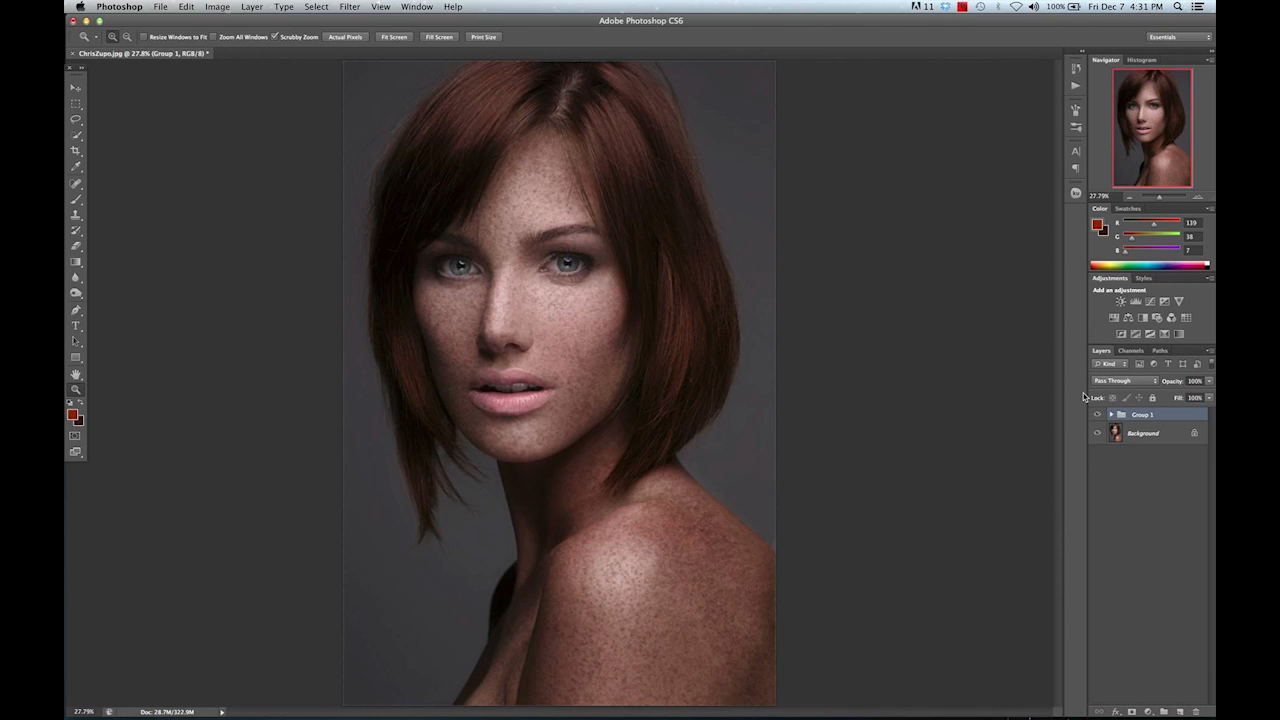 Photoshop File Edit Image Layer Type Select Filter View Window Help 11 100% Fri Dec 7 4:31 PM
Adobe Photoshop CS6
Resize Windows to Fit Zoom All Windows Scrubby Zoom Actual Pixels Fit Screen Fill Screen Print Size Essentials
ChrisZupo.jpg @ 27.8% (Group 1, RGB/8) *
Navigator Histogram
27.79%
Color Swatches
R 139
G 38
B 7
Adjustments Styles
Add an adjustment
Layers Channels Paths
Kind
Pass Through Opacity: 100%
Lock: Fill: 100%
Group 1
Background
27.79% Doc: 28.7M/322.9M